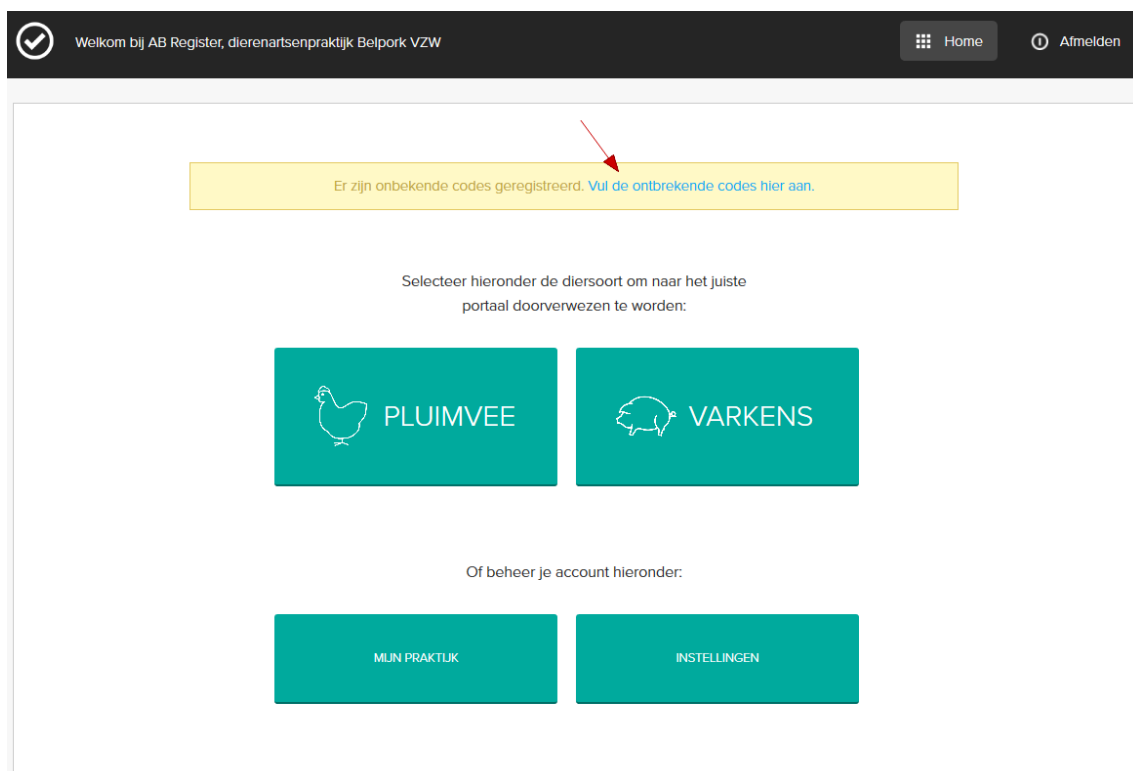 Welkom bij AB Register, dierenartsenpraktijk Belpork VZW
Home
Afmelden
Er zijn onbekende codes geregistreerd. Vul de ontbrekende codes hier aan.
Selecteer hieronder de diersoort om naar het juiste
portaal doorverwezen te worden:
PLUIMVEE
VARKENS
Of beheer je account hieronder:
MIJN PRAKTIJK
INSTELLINGEN